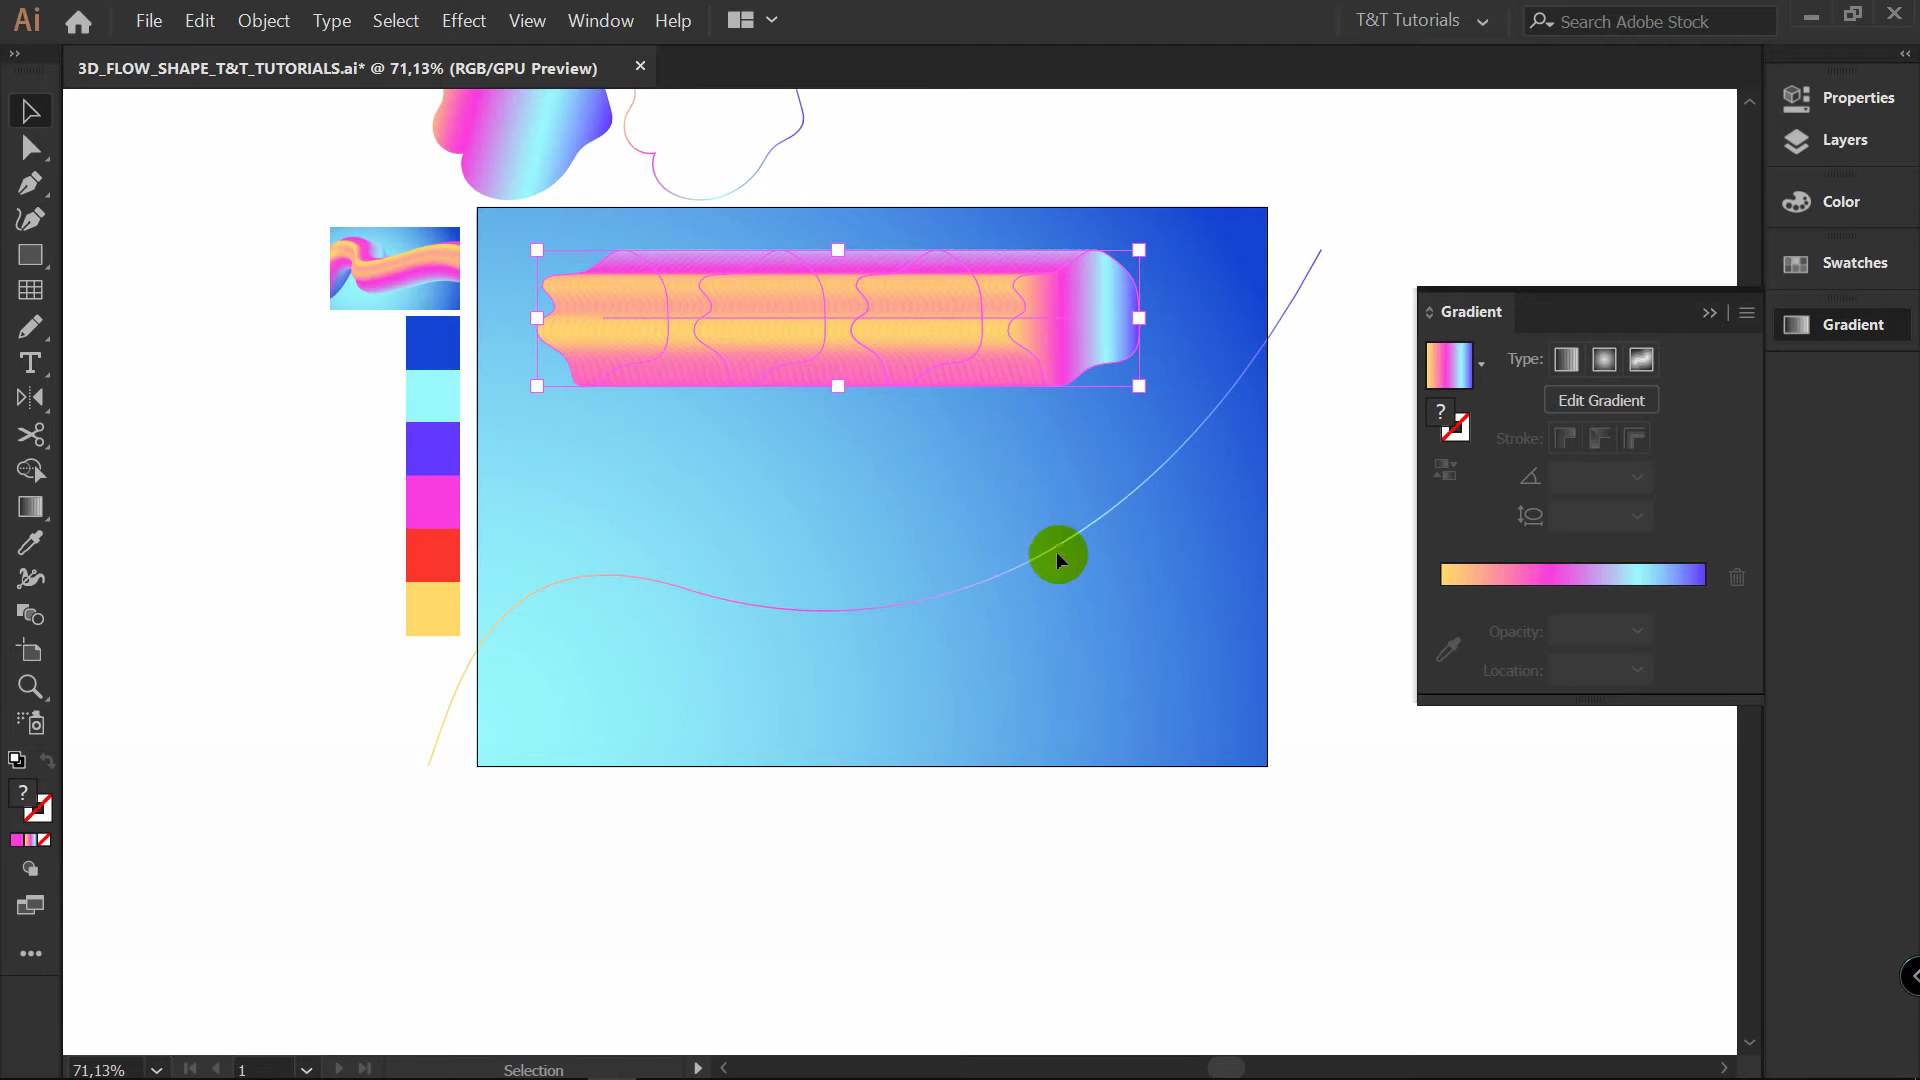 Ai File Edit Object Type Select Effect View Window Help T&T Tutorials Search Adobe Stock
3D_FLOW_SHAPE_T&T_TUTORIALS.ai* @ 71,13% (RGB/GPU Preview)
Properties
Layers
Color
Swatches
Gradient
Gradient
Type:
Edit Gradient
?
Stroke:
Opacity:
Location:
T
?
71,13% 1 Selection